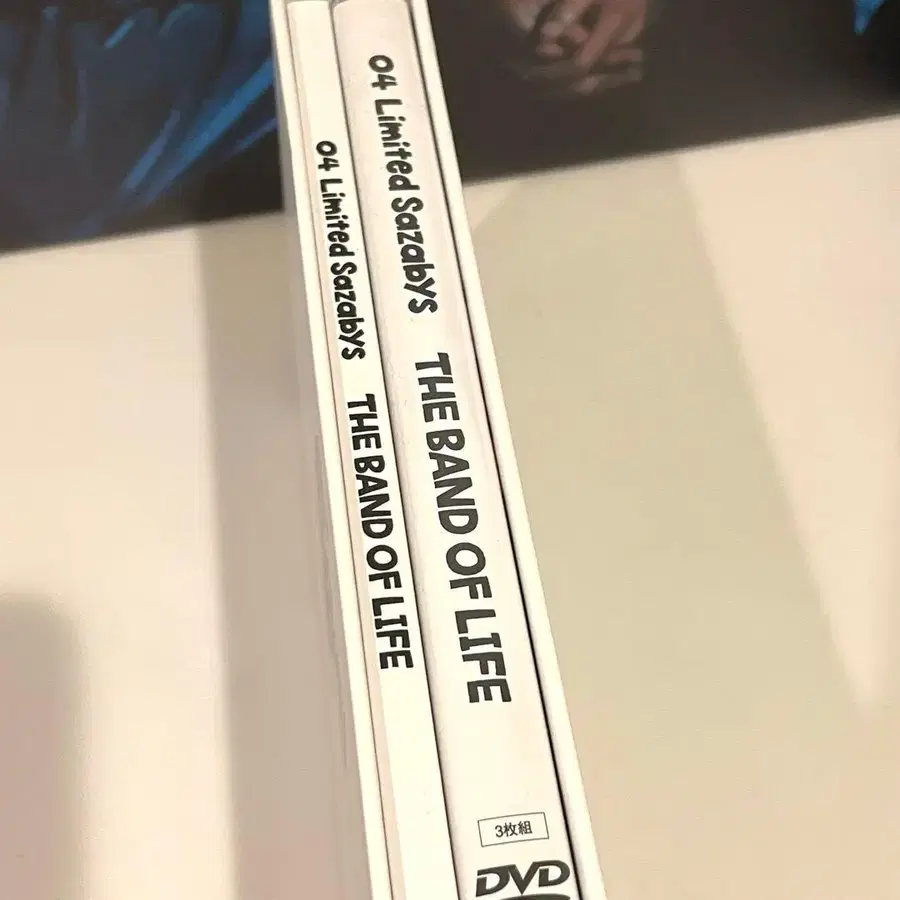 04 Limited Sazabys THE BAND OF LIFE
04 Limited Sazabys THE BAND OF LIFE
3枚組
DVD